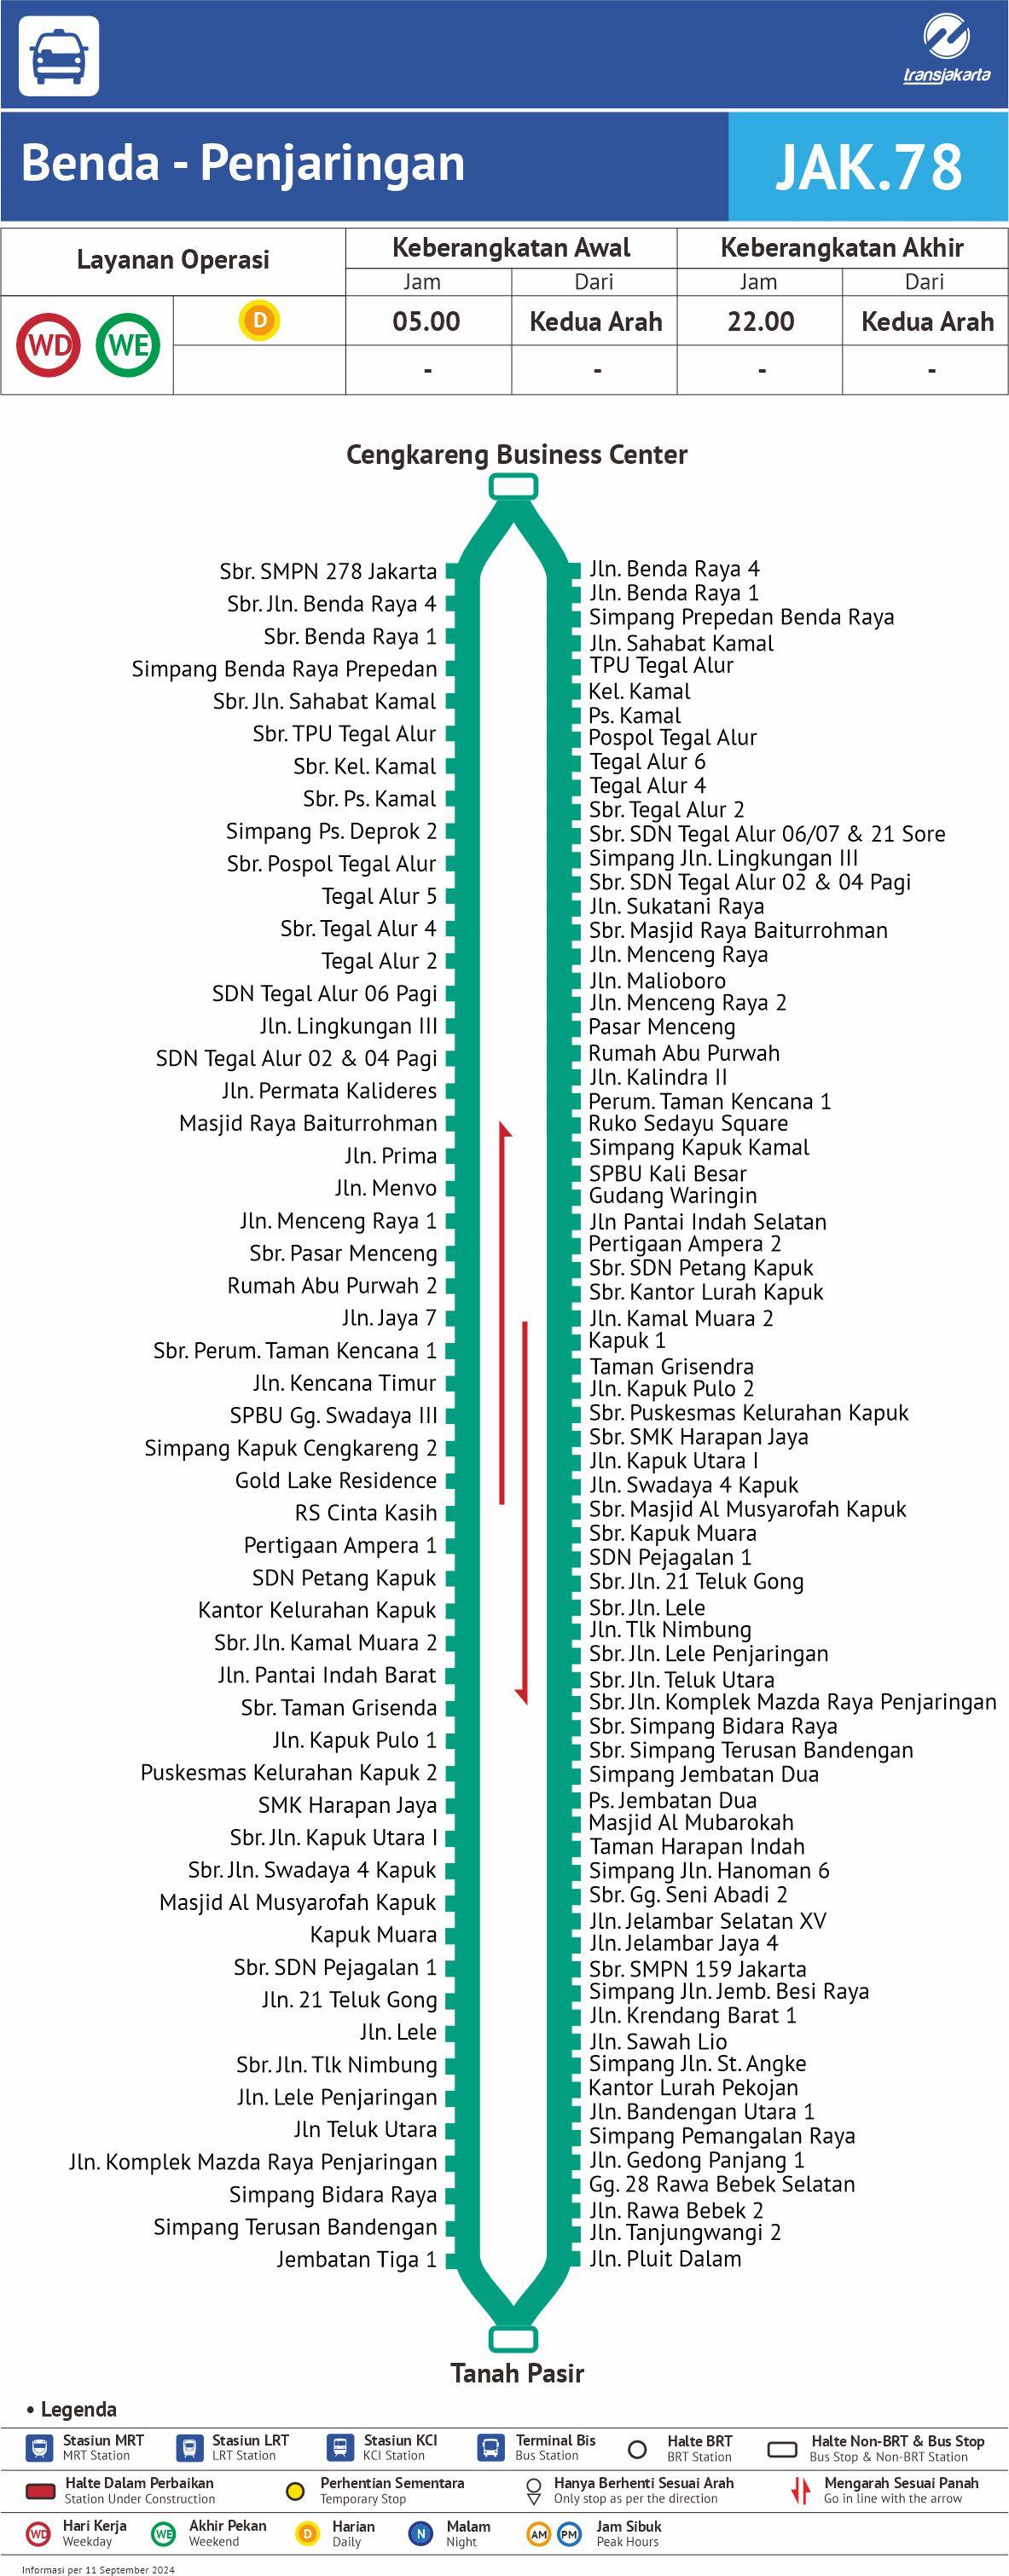 transjakarta
Benda - Penjaringan
JAK.78
Layanan Operasi
Keberangkatan Awal
Keberangkatan Akhir
Jam
Dari
Jam
Dari
WD
WE
D
05.00
Kedua Arah
22.00
Kedua Arah
-
-
-
-
Cengkareng Business Center
Sbr. SMPN 278 Jakarta
Sbr. Jln. Benda Raya 4
Sbr. Benda Raya 1
Simpang Benda Raya Prepedan
Sbr. Jln. Sahabat Kamal
Sbr. TPU Tegal Alur
Sbr. Kel. Kamal
Sbr. Ps. Kamal
Simpang Ps. Deprok 2
Sbr. Pospol Tegal Alur
Tegal Alur 5
Sbr. Tegal Alur 4
Tegal Alur 2
SDN Tegal Alur 06 Pagi
Jln. Lingkungan III
SDN Tegal Alur 02 & 04 Pagi
Jln. Permata Kalideres
Masjid Raya Baiturrohman
Jln. Prima
Jln. Menvo
Jln. Menceng Raya 1
Sbr. Pasar Menceng
Rumah Abu Purwah 2
Jln. Jaya 7
Sbr. Perum. Taman Kencana 1
Jln. Kencana Timur
SPBU Gg. Swadaya III
Simpang Kapuk Cengkareng 2
Gold Lake Residence
RS Cinta Kasih
Pertigaan Ampera 1
SDN Petang Kapuk
Kantor Kelurahan Kapuk
Sbr. Jln. Kamal Muara 2
Jln. Pantai Indah Barat
Sbr. Taman Grisenda
Jln. Kapuk Pulo 1
Puskesmas Kelurahan Kapuk 2
SMK Harapan Jaya
Sbr. Jln. Kapuk Utara I
Sbr. Jln. Swadaya 4 Kapuk
Masjid Al Musyarofah Kapuk
Kapuk Muara
Sbr. SDN Pejagalan 1
Jln. 21 Teluk Gong
Jln. Lele
Sbr. Jln. Tlk Nimbung
Jln. Lele Penjaringan
Jln Teluk Utara
Jln. Komplek Mazda Raya Penjaringan
Simpang Bidara Raya
Simpang Terusan Bandengan
Jembatan Tiga 1
Jln. Benda Raya 4
Jln. Benda Raya 1
Simpang Prepedan Benda Raya
Jln. Sahabat Kamal
TPU Tegal Alur
Kel. Kamal
Ps. Kamal
Pospol Tegal Alur
Tegal Alur 6
Tegal Alur 4
Sbr. Tegal Alur 2
Sbr. SDN Tegal Alur 06/07 & 21 Sore
Simpang Jln. Lingkungan III
Sbr. SDN Tegal Alur 02 & 04 Pagi
Jln. Sukatani Raya
Sbr. Masjid Raya Baiturrohman
Jln. Menceng Raya
Jln. Malioboro
Jln. Menceng Raya 2
Pasar Menceng
Rumah Abu Purwah
Jln. Kalindra II
Perum. Taman Kencana 1
Ruko Sedayu Square
Simpang Kapuk Kamal
SPBU Kali Besar
Gudang Waringin
Jln Pantai Indah Selatan
Pertigaan Ampera 2
Sbr. SDN Petang Kapuk
Sbr. Kantor Lurah Kapuk
Jln. Kamal Muara 2
Kapuk 1
Taman Grisendra
Jln. Kapuk Pulo 2
Sbr. Puskesmas Kelurahan Kapuk
Sbr. SMK Harapan Jaya
Jln. Kapuk Utara I
Jln. Swadaya 4 Kapuk
Sbr. Masjid Al Musyarofah Kapuk
Sbr. Kapuk Muara
SDN Pejagalan 1
Sbr. Jln. 21 Teluk Gong
Sbr. Jln. Lele
Jln. Tlk Nimbung
Sbr. Jln. Lele Penjaringan
Sbr. Jln. Teluk Utara
Sbr. Jln. Komplek Mazda Raya Penjaringan
Sbr. Simpang Bidara Raya
Sbr. Simpang Terusan Bandengan
Simpang Jembatan Dua
Ps. Jembatan Dua
Masjid Al Mubarokah
Taman Harapan Indah
Simpang Jln. Hanoman 6
Sbr. Gg. Seni Abadi 2
Jln. Jelambar Selatan XV
Jln. Jelambar Jaya 4
Sbr. SMPN 159 Jakarta
Simpang Jln. Jemb. Besi Raya
Jln. Krendang Barat 1
Jln. Sawah Lio
Simpang Jln. St. Angke
Kantor Lurah Pekojan
Jln. Bandengan Utara 1
Simpang Pemangalan Raya
Jln. Gedong Panjang 1
Gg. 28 Rawa Bebek Selatan
Jln. Rawa Bebek 2
Jln. Tanjungwangi 2
Jln. Pluit Dalam
Tanah Pasir
• Legenda
Stasiun MRT
MRT Station
Stasiun LRT
LRT Station
Stasiun KCI
KCI Station
Terminal Bis
Bus Station
Halte BRT
BRT Station
Halte Non-BRT & Bus Stop
Bus Stop & Non-BRT Station
Halte Dalam Perbaikan
Station Under Construction
Perhentian Sementara
Temporary Stop
Hanya Berhenti Sesuai Arah
Only stop as per the direction
Mengarah Sesuai Panah
Go in line with the arrow
WD
Hari Kerja
Weekday
WE
Akhir Pekan
Weekend
D
Harian
Daily
N
Malam
Night
AM
PM
Jam Sibuk
Peak Hours
Informasi per 11 September 2024